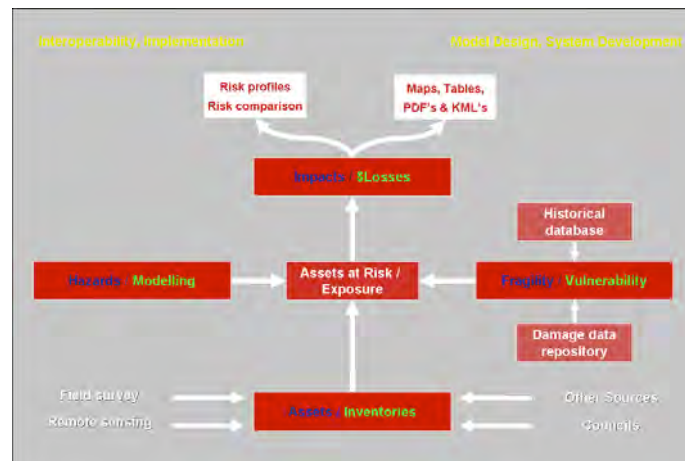 Interoperability, Implementation
Model Design, System Development
Risk profiles
Risk comparison
Maps, Tables,
PDF's & KML's
Impacts / $Losses
Historical
database
Hazards / Modelling
Assets at Risk /
Exposure
Fragility / Vulnerability
Damage data
repository
Field survey
Remote sensing
Assets / Inventories
Other Sources
Councils